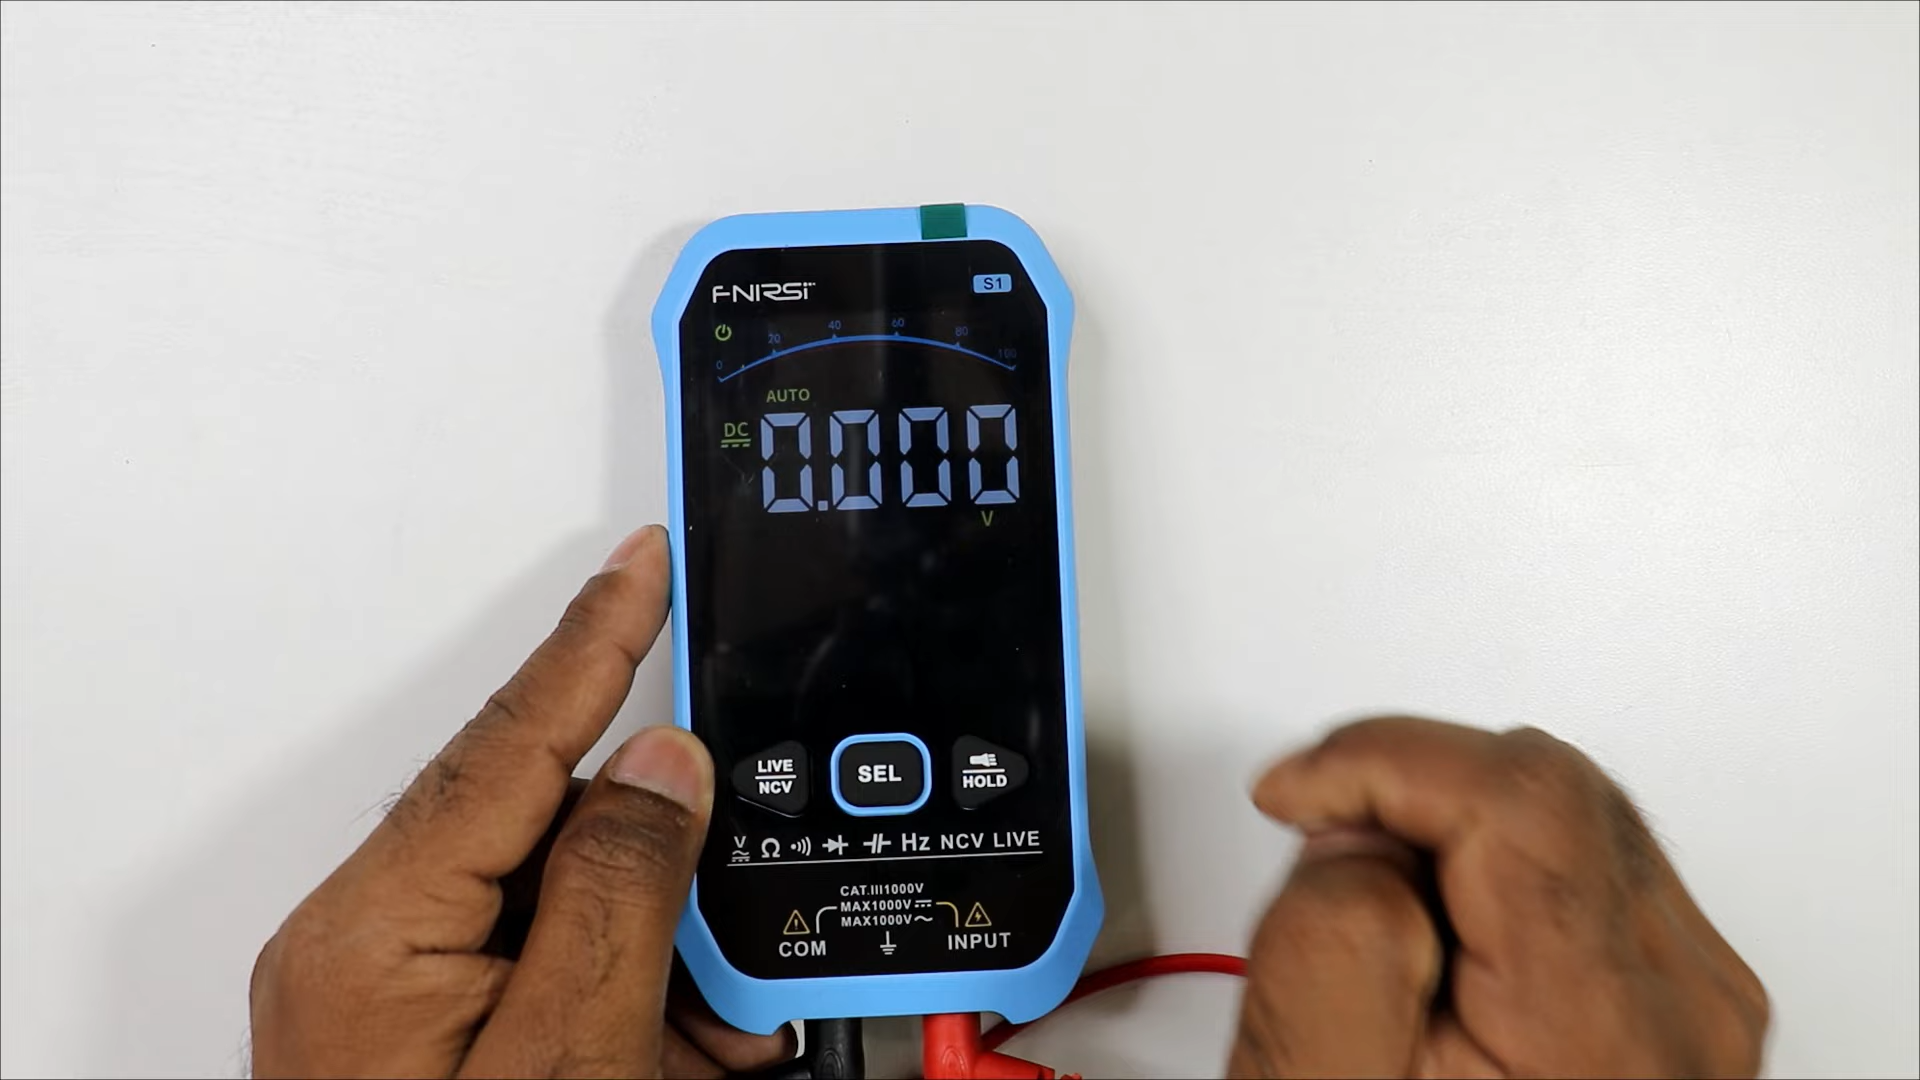 FNIRSI
S1
0 20 40 60 80 100
AUTO
DC
0.000
V
LIVE
NCV
SEL
HOLD
V Ω Hz NCV LIVE
CAT.III1000V
MAX1000V
MAX1000V~
COM
INPUT